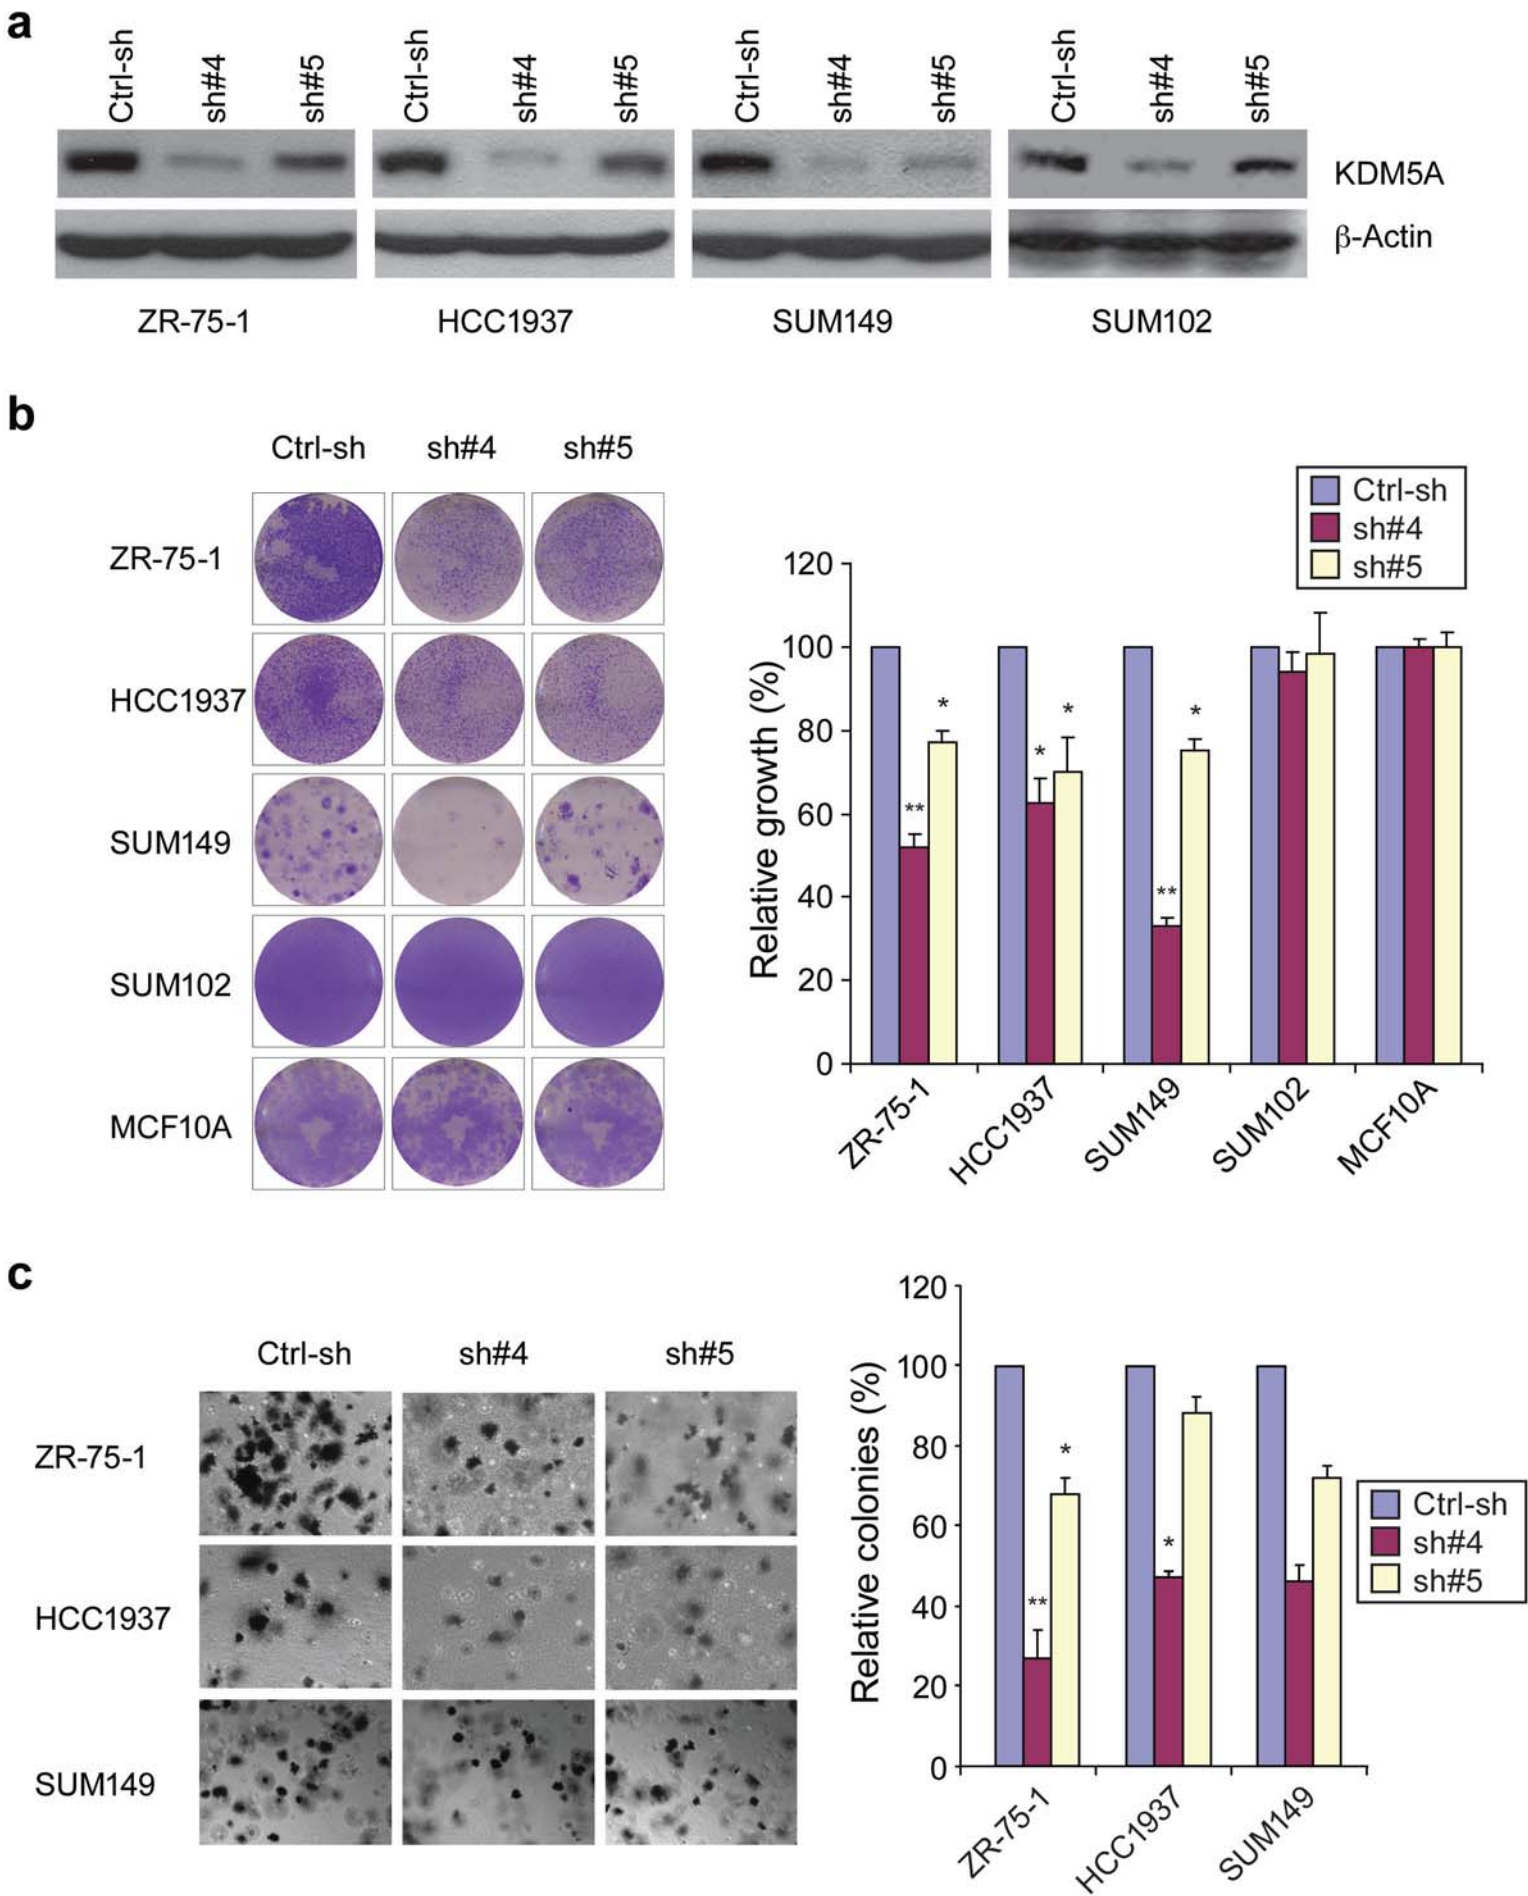 a
Ctrl-sh sh#4 sh#5 Ctrl-sh sh#4 sh#5 Ctrl-sh sh#4 sh#5 Ctrl-sh sh#4 sh#5
KDM5A
β-Actin
ZR-75-1 HCC1937 SUM149 SUM102
b
Ctrl-sh sh#4 sh#5
ZR-75-1
HCC1937
SUM149
SUM102
MCF10A
Ctrl-sh
sh#4
sh#5
Relative growth (%)
120
100
80
60
40
20
0
** * * * ** *
ZR-75-1 HCC1937 SUM149 SUM102 MCF10A
c
Ctrl-sh sh#4 sh#5
ZR-75-1
HCC1937
SUM149
Relative colonies (%)
120
100
80
60
40
20
0
** * *
Ctrl-sh
sh#4
sh#5
ZR-75-1 HCC1937 SUM149